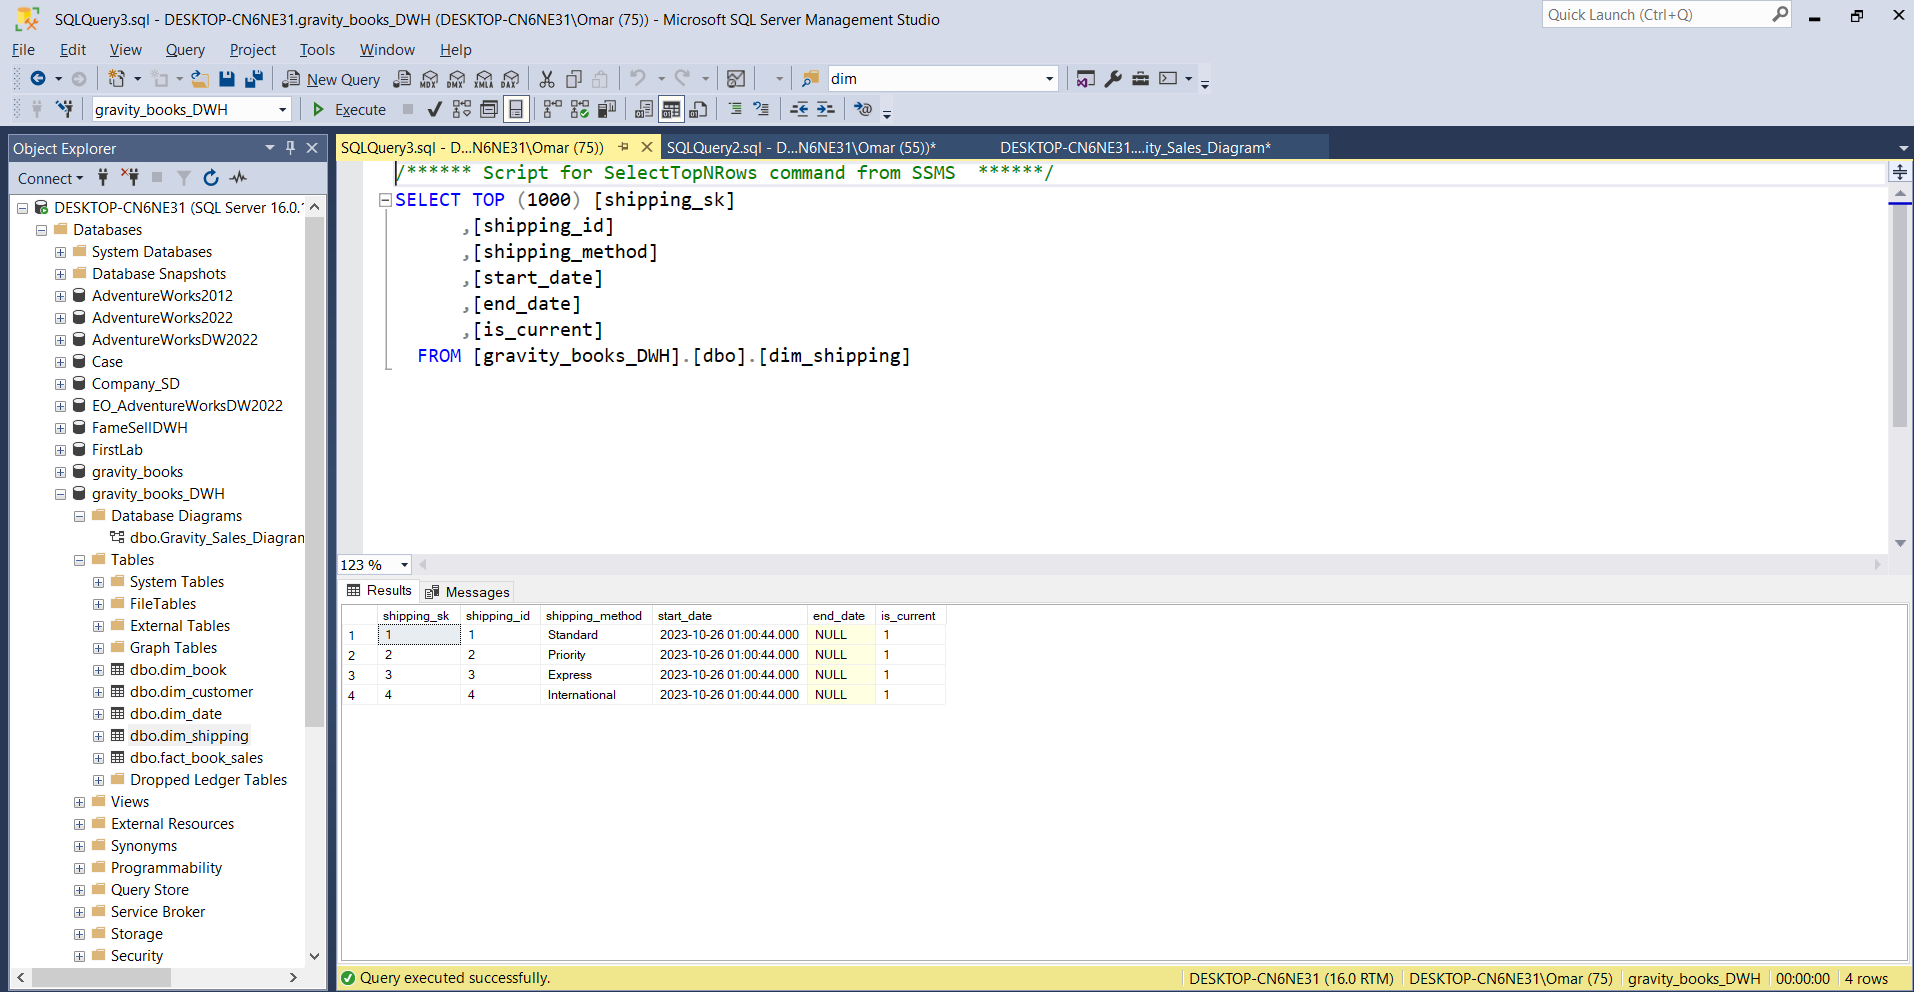 SQLQuery3.sql - DESKTOP-CN6NE31.gravity_books_DWH (DESKTOP-CN6NE31\Omar (75)) - Microsoft SQL Server Management Studio
Quick Launch (Ctrl+Q)
File Edit View Query Project Tools Window Help
New Query MDX DMX XMLA DAX dim
gravity_books_DWH Execute
Object Explorer
Connect
DESKTOP-CN6NE31 (SQL Server 16.0.1
Databases
System Databases
Database Snapshots
AdventureWorks2012
AdventureWorks2022
AdventureWorksDW2022
Case
Company_SD
EO_AdventureWorksDW2022
FameSellDWH
FirstLab
gravity_books
gravity_books_DWH
Database Diagrams
dbo.Gravity_Sales_Diagram
Tables
System Tables
FileTables
External Tables
Graph Tables
dbo.dim_book
dbo.dim_customer
dbo.dim_date
dbo.dim_shipping
dbo.fact_book_sales
Dropped Ledger Tables
Views
External Resources
Synonyms
Programmability
Query Store
Service Broker
Storage
Security
SQLQuery3.sql - D...N6NE31\Omar (75)) SQLQuery2.sql - D...N6NE31\Omar (55))* DESKTOP-CN6NE31....ity_Sales_Diagram*
/****** Script for SelectTopNRows command from SSMS  ******/
SELECT TOP (1000) [shipping_sk]
,[shipping_id]
,[shipping_method]
,[start_date]
,[end_date]
,[is_current]
FROM [gravity_books_DWH].[dbo].[dim_shipping]
123 %
Results Messages
shipping_sk shipping_id shipping_method start_date end_date is_current
1 1 1 Standard 2023-10-26 01:00:44.000 NULL 1
2 2 2 Priority 2023-10-26 01:00:44.000 NULL 1
3 3 3 Express 2023-10-26 01:00:44.000 NULL 1
4 4 4 International 2023-10-26 01:00:44.000 NULL 1
Query executed successfully. DESKTOP-CN6NE31 (16.0 RTM) DESKTOP-CN6NE31\Omar (75) gravity_books_DWH 00:00:00 4 rows